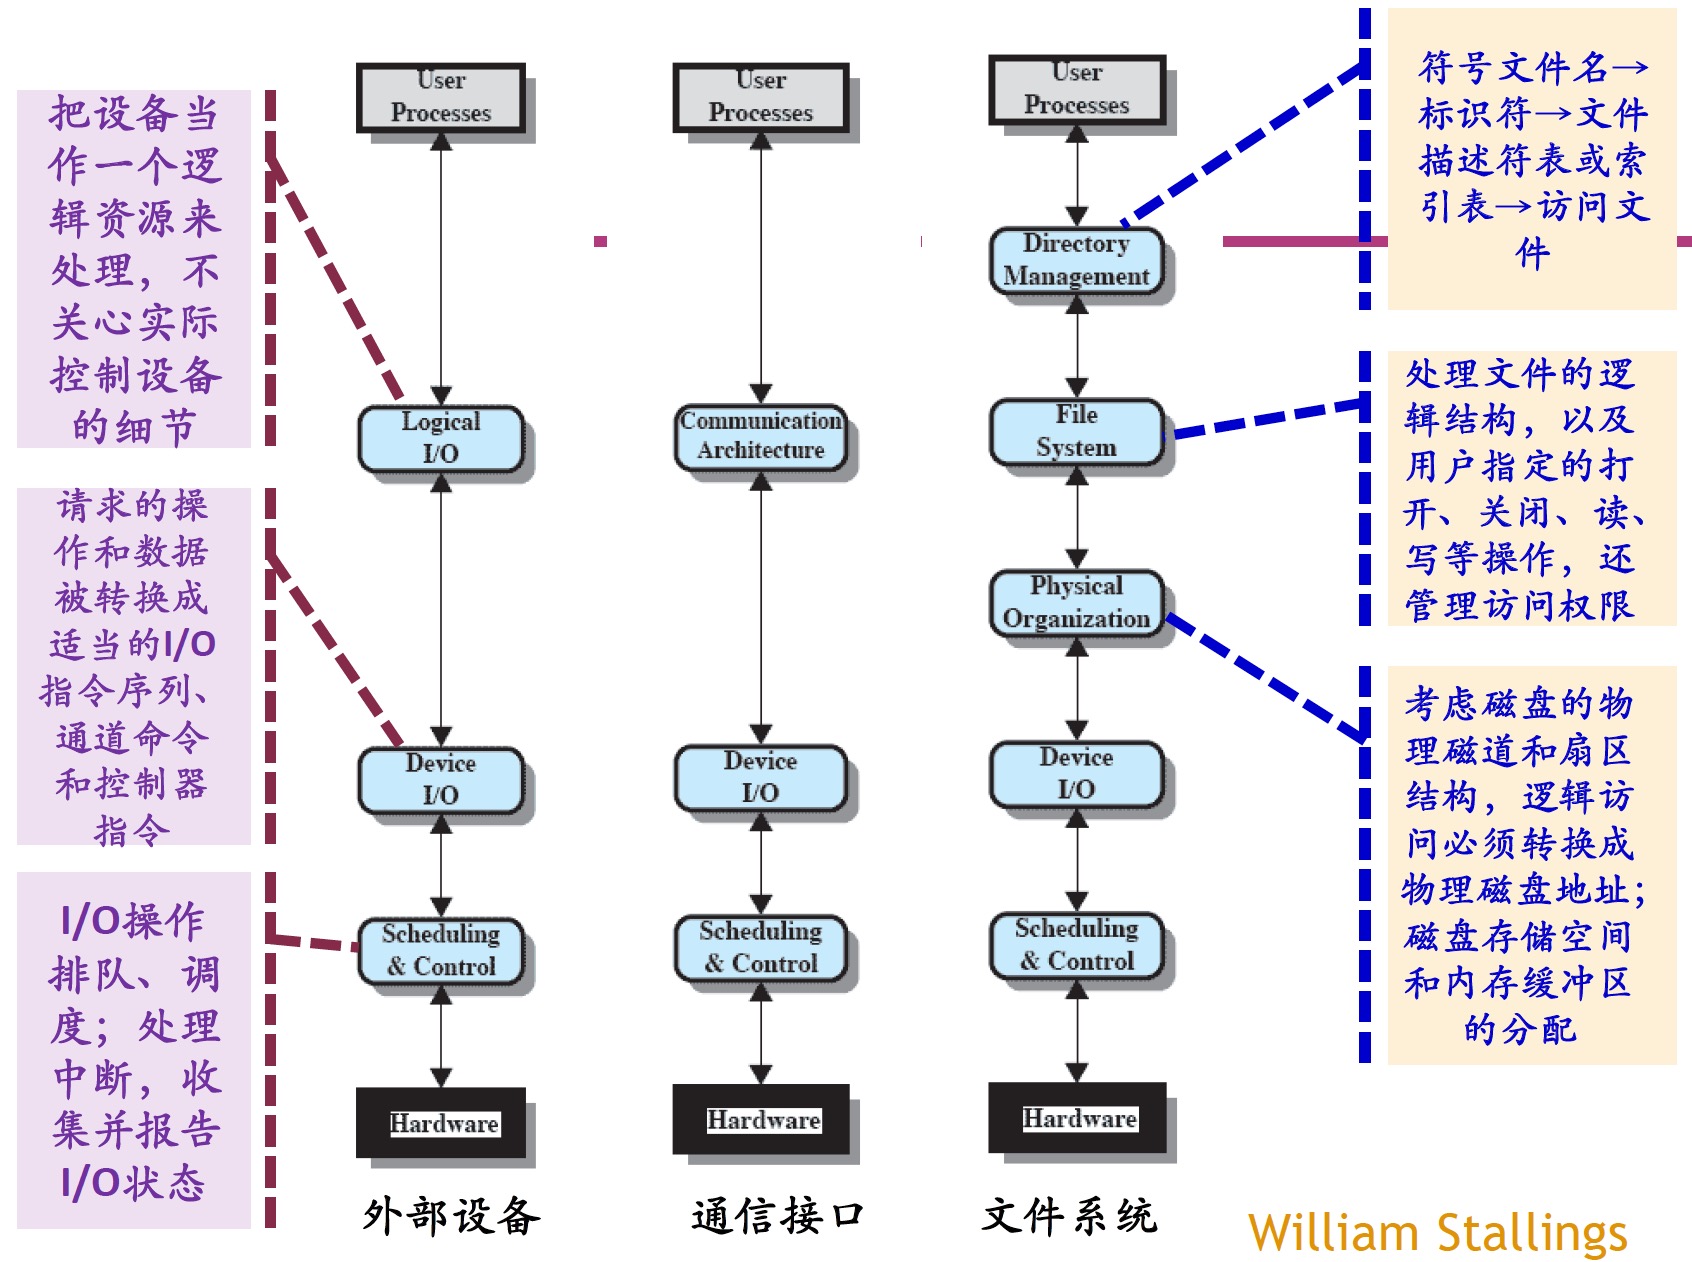 把设备当
作一个逻
辑资源来
处理，不
关心实际
控制设备
的细节
请求的操
作和数据
被转换成
适当的I/O
指令序列、
通道命令
和控制器
指令
I/O操作
排队、调
度；处理
中断，收
集并报告
I/O状态
User
Processes
Logical
I/O
Device
I/O
Scheduling
& Control
Hardware
外部设备
User
Processes
Communication
Architecture
Device
I/O
Scheduling
& Control
Hardware
通信接口
User
Processes
Directory
Management
File
System
Physical
Organization
Device
I/O
Scheduling
& Control
Hardware
文件系统
符号文件名→
标识符→文件
描述符表或索
引表→访问文
件
处理文件的逻
辑结构，以及
用户指定的打
开、关闭、读、
写等操作，还
管理访问权限
考虑磁盘的物
理磁道和扇区
结构，逻辑访
问必须转换成
物理磁盘地址；
磁盘存储空间
和内存缓冲区
的分配
William Stallings